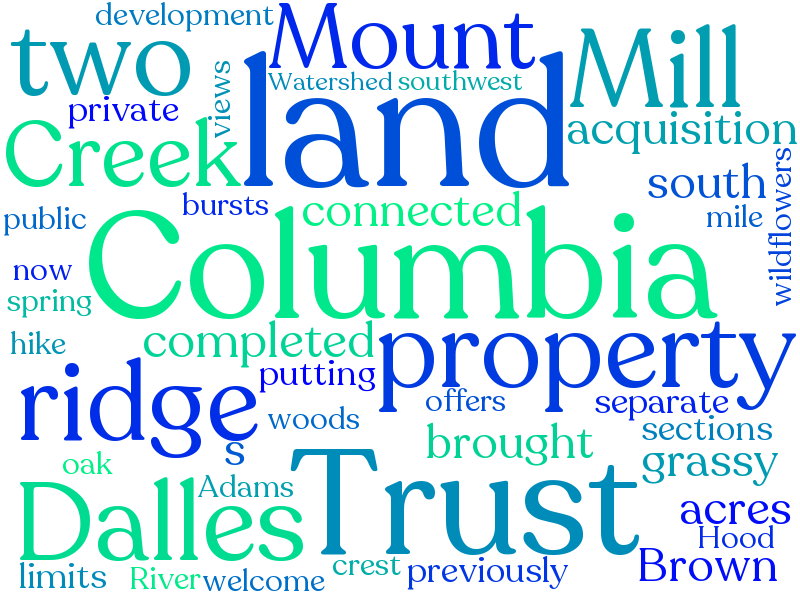 development
two
Mount
Mill
Watershed
southwest
private
views
land
acquisition
Creek
south
wildflowers
public
bursts
connected
mile
now
Columbia
spring
hike
completed
property
ridge
putting
offers
separate
woods
s
brought
sections
grassy
oak
Adams
Trust
Dalles
acres
Hood
Brown
limits
River
welcome
crest
previously